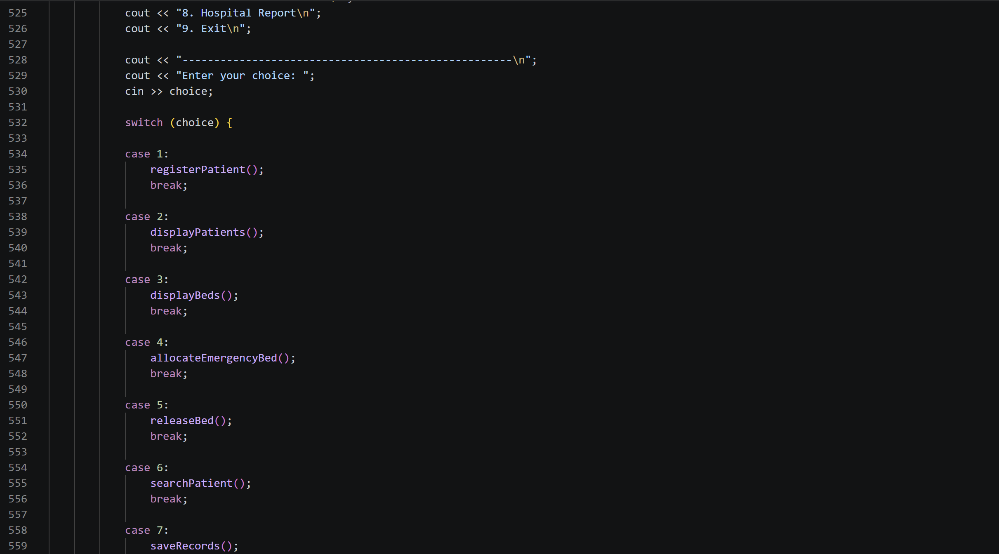 525 cout << "8. Hospital Report\n";
526 cout << "9. Exit\n";
527
528 cout << "----------------------------------------------------\n";
529 cout << "Enter your choice: ";
530 cin >> choice;
531
532 switch (choice) {
533
534 case 1:
535 registerPatient();
536 break;
537
538 case 2:
539 displayPatients();
540 break;
541
542 case 3:
543 displayBeds();
544 break;
545
546 case 4:
547 allocateEmergencyBed();
548 break;
549
550 case 5:
551 releaseBed();
552 break;
553
554 case 6:
555 searchPatient();
556 break;
557
558 case 7:
559 saveRecords();